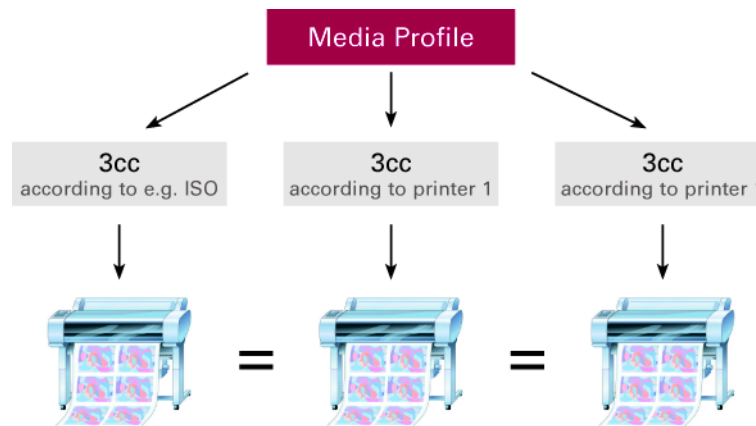 Media Profile
3cc
according to e.g. ISO
3cc
according to printer 1
3cc
according to printer
=
=